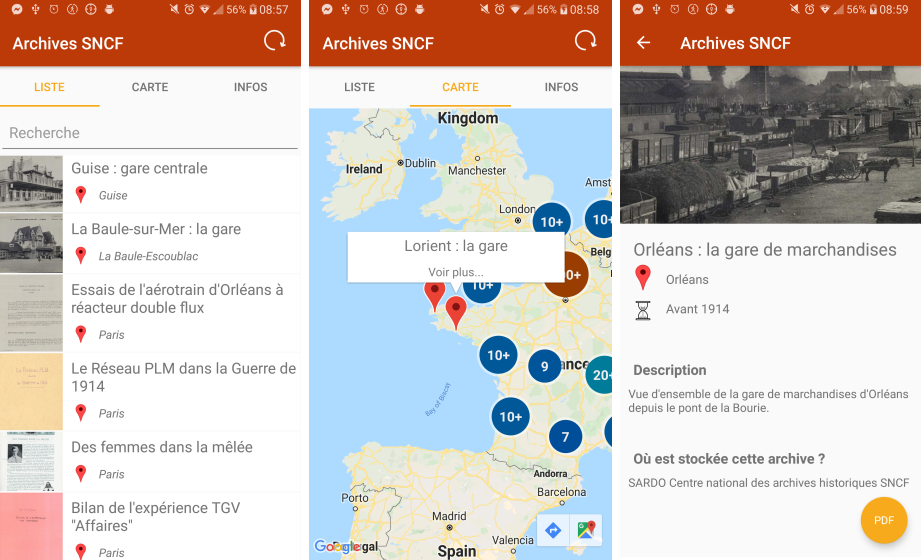 56% 08:57
Archives SNCF
LISTE CARTE INFOS
Recherche
Guise : gare centrale
Guise
La Baule-sur-Mer : la gare
La Baule-Escoublac
Essais de l'aérotrain d'Orléans à
réacteur double flux
Paris
Le Réseau PLM dans la Guerre de
1914
Paris
Des femmes dans la mêlée
Paris
Bilan de l'expérience TGV
"Affaires"
Paris
56% 08:58
Archives SNCF
LISTE CARTE INFOS
Kingdom
Ireland
Dublin
Manchester
Amst
London
10+
10+
Lorient : la gare
Voir plus...
Belg
0+
10+
10+
9
ance
20+
Bay of Biscay
10+
7
Andorra
Porto
Barcelona
Madrid
Google
gal
Spain
Valencia
56% 08:59
Archives SNCF
Orléans : la gare de marchandises
Orléans
Avant 1914
Description
Vue d'ensemble de la gare de marchandises d'Orléans
depuis le pont de la Bourie.
Où est stockée cette archive ?
SARDO Centre national des archives historiques SNCF
PDF